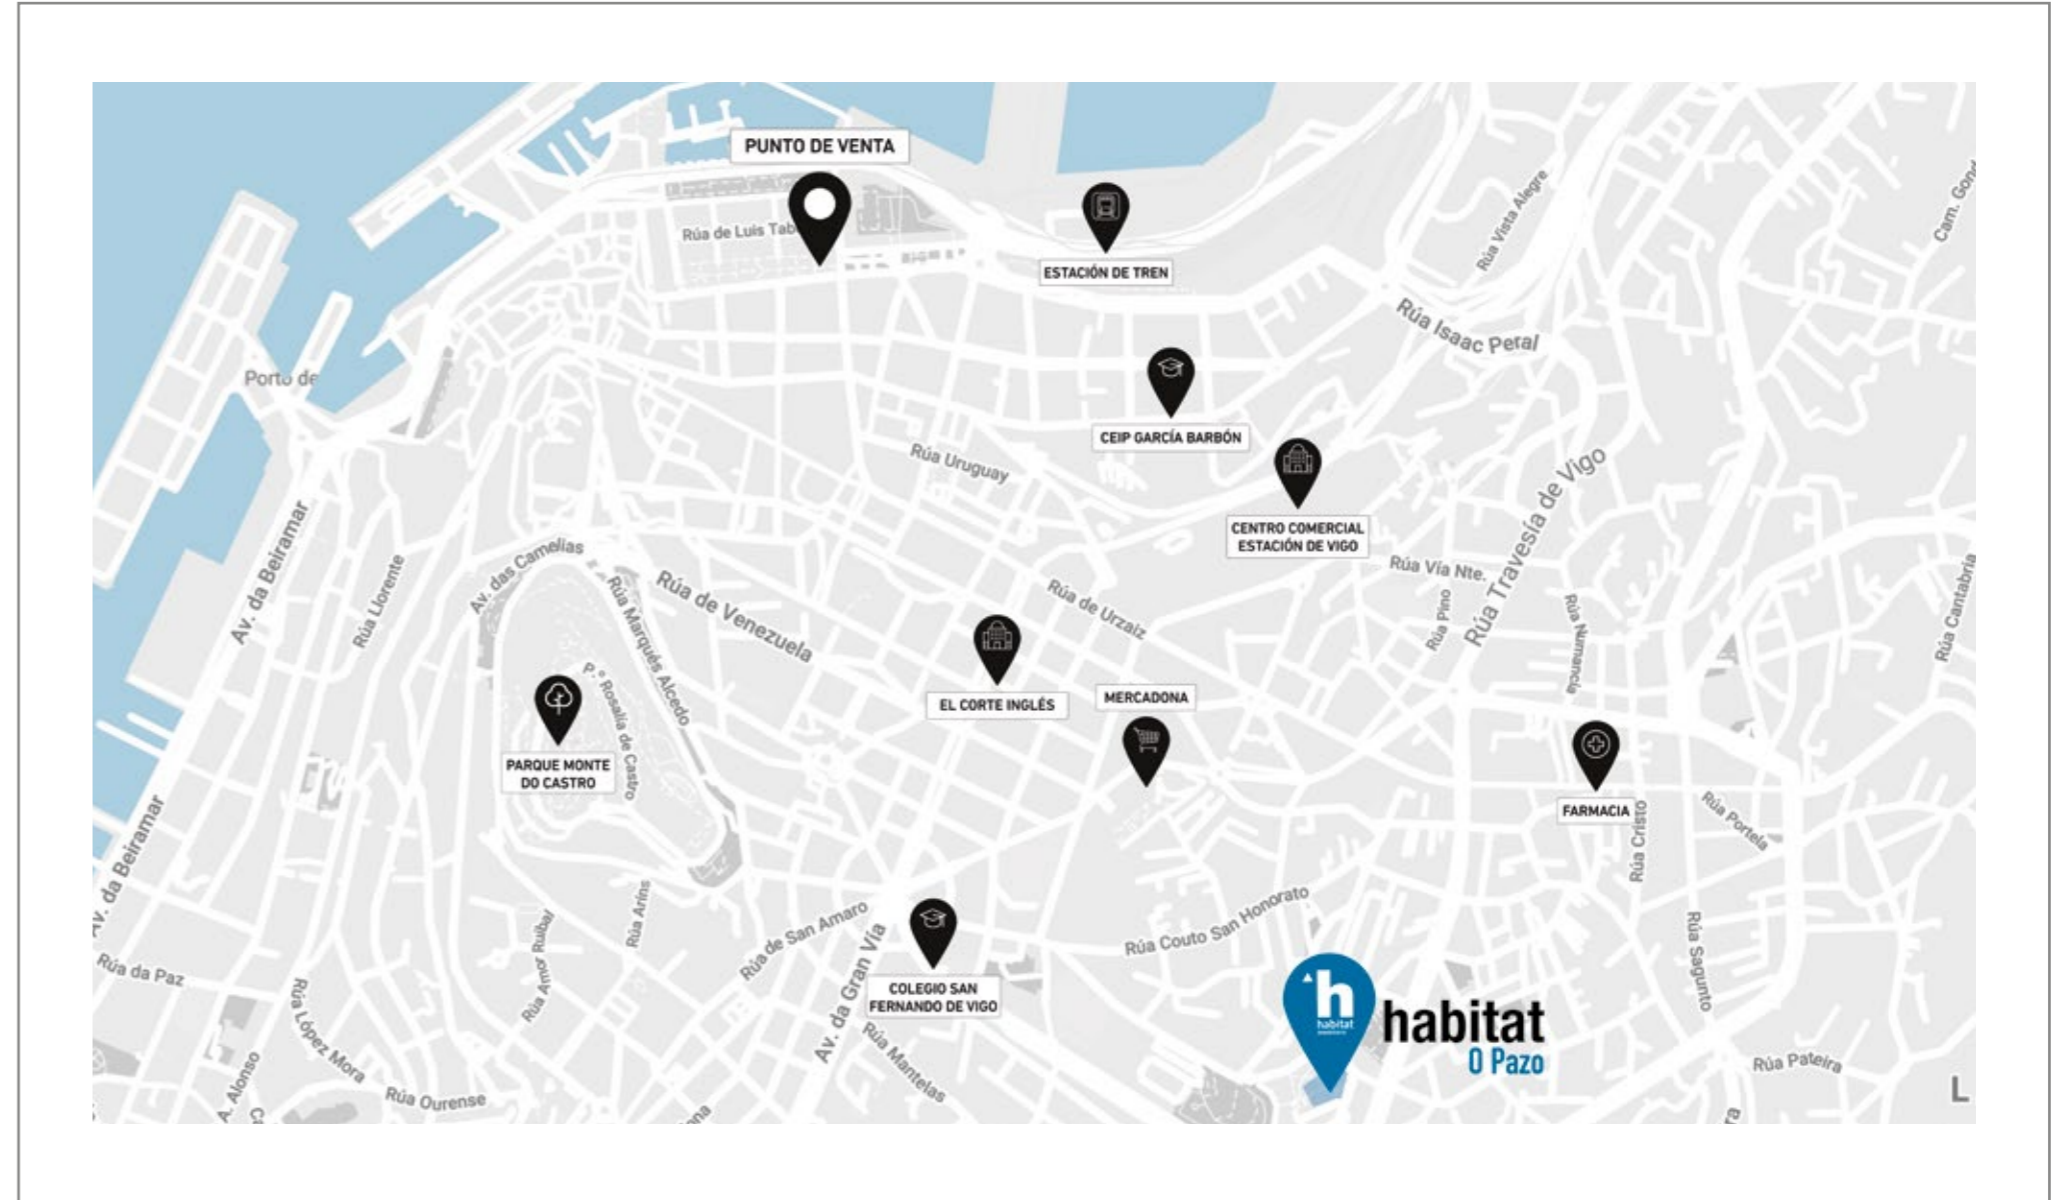 PUNTO DE VENTA
Rúa de Luis Tab
ESTACIÓN DE TREN
Rúa Vista Alegre
Rúa Isaac Peral
Porto de
CEIP GARCÍA BARBÓN
Rúa Uruguay
CENTRO COMERCIAL
ESTACIÓN DE VIGO
Rúa Travesía de Vigo
Rúa Vía Nte.
Rúa Pino
Rúa Numancia
Rúa Cantabria
Av. da Beiramar
Rúa Llorente
Av. das Camelias
Rúa Marqués Alcedo
Rúa de Venezuela
Rúa de Urzaiz
EL CORTE INGLÉS
MERCADONA
P.º Rosalía de Castro
PARQUE MONTE
DO CASTRO
FARMACIA
Rúa Cristo
Rúa Portela
Av. da Beiramar
Rúa da Paz
Rúa López Mora
Rúa Amor Ruibal
Rúa Aríns
Rúa de San Amaro
Av. da Gran Vía
COLEGIO SAN
FERNANDO DE VIGO
Rúa Mantelas
Rúa Couto San Honorato
Rúa Sagunto
h
habitat
habitat
O Pazo
Rúa Pateira
A. Alonso
Rúa Ourense
L